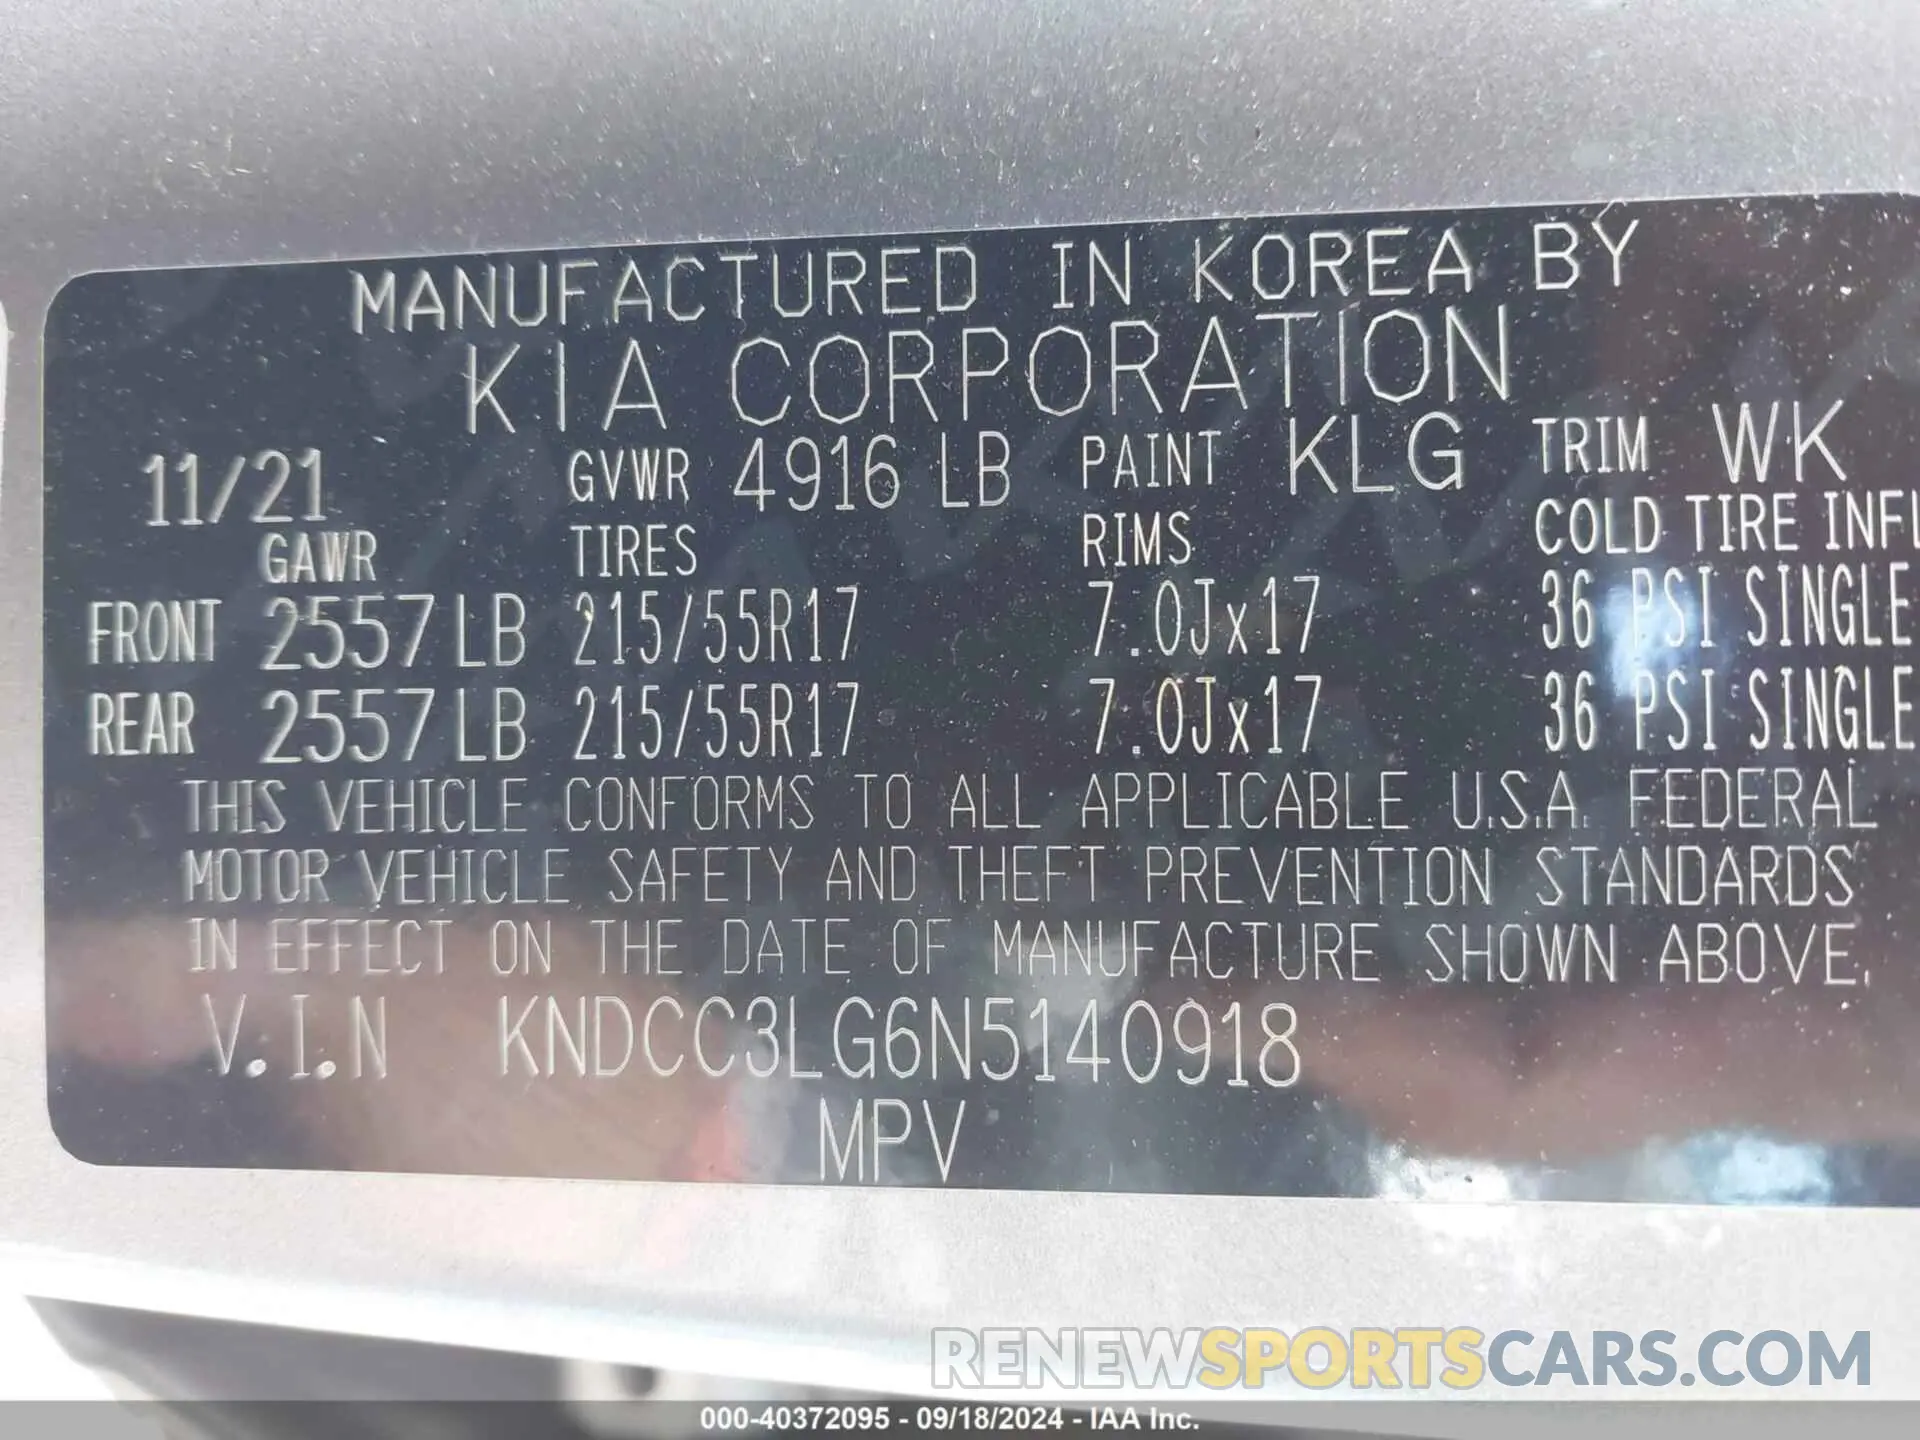 MANUFACTURED IN KOREA BY
KIA CORPORATION
11/21 GVWR 4916 LB PAINT KLG TRIM WK
GAWR TIRES RIMS COLD TIRE INFL
FRONT 2557 LB 215/55R17 7.0Jx17 36 PSI SINGLE
REAR 2557 LB 215/55R17 7.0Jx17 36 PSI SINGLE
THIS VEHICLE CONFORMS TO ALL APPLICABLE U.S.A. FEDERAL
MOTOR VEHICLE SAFETY AND THEFT PREVENTION STANDARDS
IN EFFECT ON THE DATE OF MANUFACTURE SHOWN ABOVE.
V.I.N KNDCC3LG6N5140918
MPV
RENEWSPORTSCARS.COM
000-40372095 - 09/18/2024 - IAA Inc.